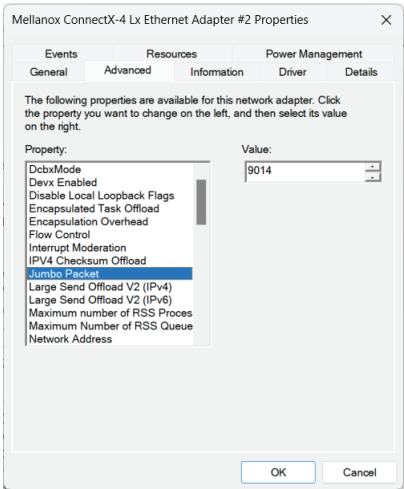 Mellanox ConnectX-4 Lx Ethernet Adapter #2 Properties
Events Resources Power Management
General Advanced Information Driver Details
The following properties are available for this network adapter. Click
the property you want to change on the left, and then select its value
on the right.
Property: Value:
9014
DcbxMode
Devx Enabled
Disable Local Loopback Flags
Encapsulated Task Offload
Encapsulation Overhead
Flow Control
Interrupt Moderation
IPV4 Checksum Offload
Jumbo Packet
Large Send Offload V2 (IPv4)
Large Send Offload V2 (IPv6)
Maximum number of RSS Proces
Maximum Number of RSS Queue
Network Address
OK Cancel